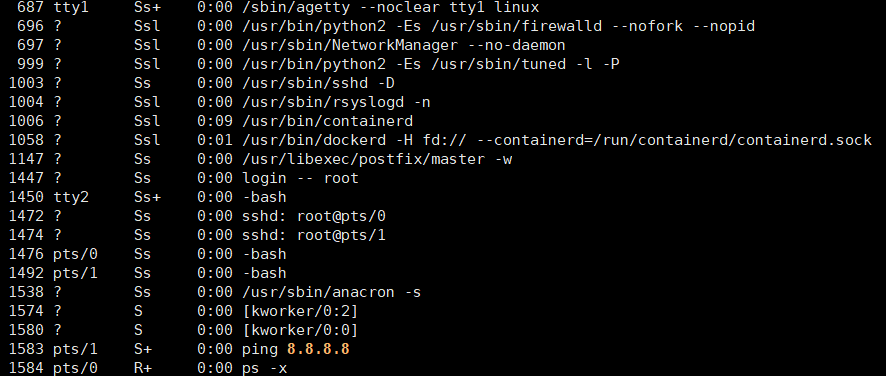 687 tty1 Ss+ 0:00 /sbin/agetty --noclear tty1 linux
696 ? Ssl 0:00 /usr/bin/python2 -Es /usr/sbin/firewalld --nofork --nopid
697 ? Ssl 0:00 /usr/sbin/NetworkManager --no-daemon
999 ? Ssl 0:00 /usr/bin/python2 -Es /usr/sbin/tuned -l -P
1003 ? Ss 0:00 /usr/sbin/sshd -D
1004 ? Ssl 0:00 /usr/sbin/rsyslogd -n
1006 ? Ssl 0:09 /usr/bin/containerd
1058 ? Ssl 0:01 /usr/bin/dockerd -H fd:// --containerd=/run/containerd/containerd.sock
1147 ? Ss 0:00 /usr/libexec/postfix/master -w
1447 ? Ss 0:00 login -- root
1450 tty2 Ss+ 0:00 -bash
1472 ? Ss 0:00 sshd: root@pts/0
1474 ? Ss 0:00 sshd: root@pts/1
1476 pts/0 Ss 0:00 -bash
1492 pts/1 Ss 0:00 -bash
1538 ? Ss 0:00 /usr/sbin/anacron -s
1574 ? S 0:00 [kworker/0:2]
1580 ? S 0:00 [kworker/0:0]
1583 pts/1 S+ 0:00 ping 8.8.8.8
1584 pts/0 R+ 0:00 ps -x